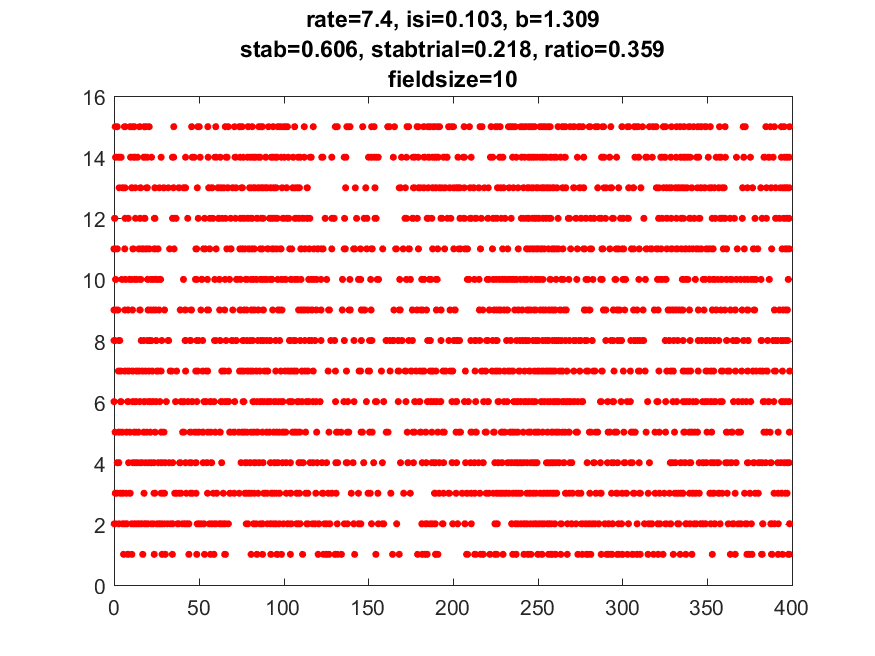 rate=7.4, isi=0.103, b=1.309
stab=0.606, stabtrial=0.218, ratio=0.359
fieldsize=10
16
14
12
10
8
6
4
2
0
0 50 100 150 200 250 300 350 400